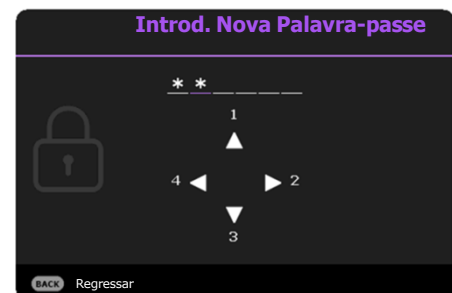 Introd. Nova Palavra-passe
* * _ _ _ _
1
4 2
3
BACK Regressar